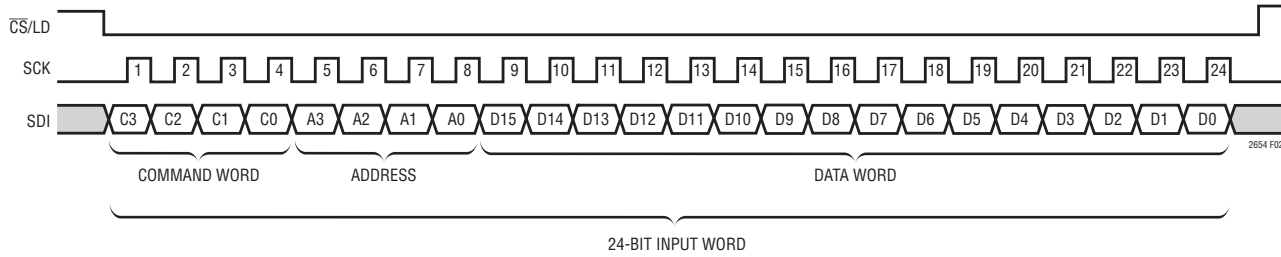 CS/LD
SCK 1 2 3 4 5 6 7 8 9 10 11 12 13 14 15 16 17 18 19 20 21 22 23 24
SDI C3 C2 C1 C0 A3 A2 A1 A0 D15 D14 D13 D12 D11 D10 D9 D8 D7 D6 D5 D4 D3 D2 D1 D0
2654 F02
COMMAND WORD ADDRESS DATA WORD
24-BIT INPUT WORD